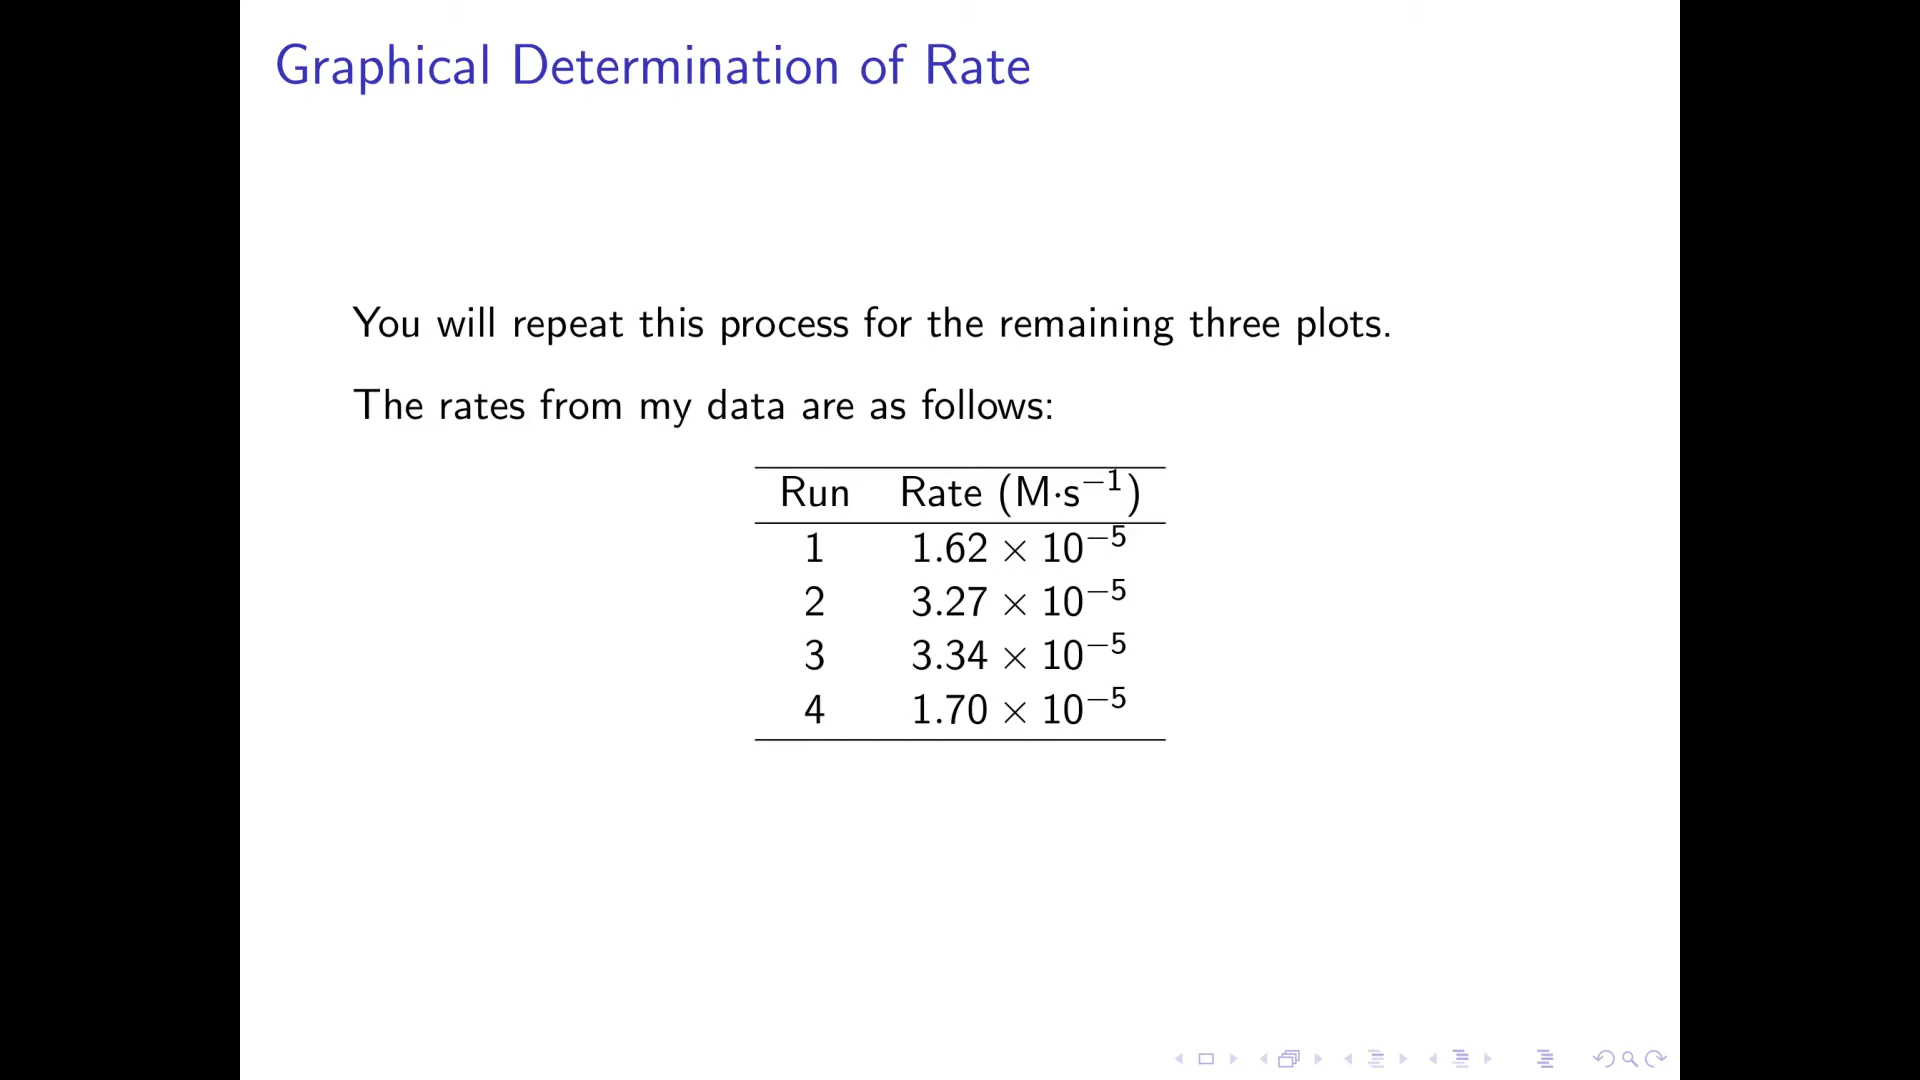 Graphical Determination of Rate
You will repeat this process for the remaining three plots.
The rates from my data are as follows:
Run Rate (M·s⁻¹)
1 1.62 × 10⁻⁵
2 3.27 × 10⁻⁵
3 3.34 × 10⁻⁵
4 1.70 × 10⁻⁵